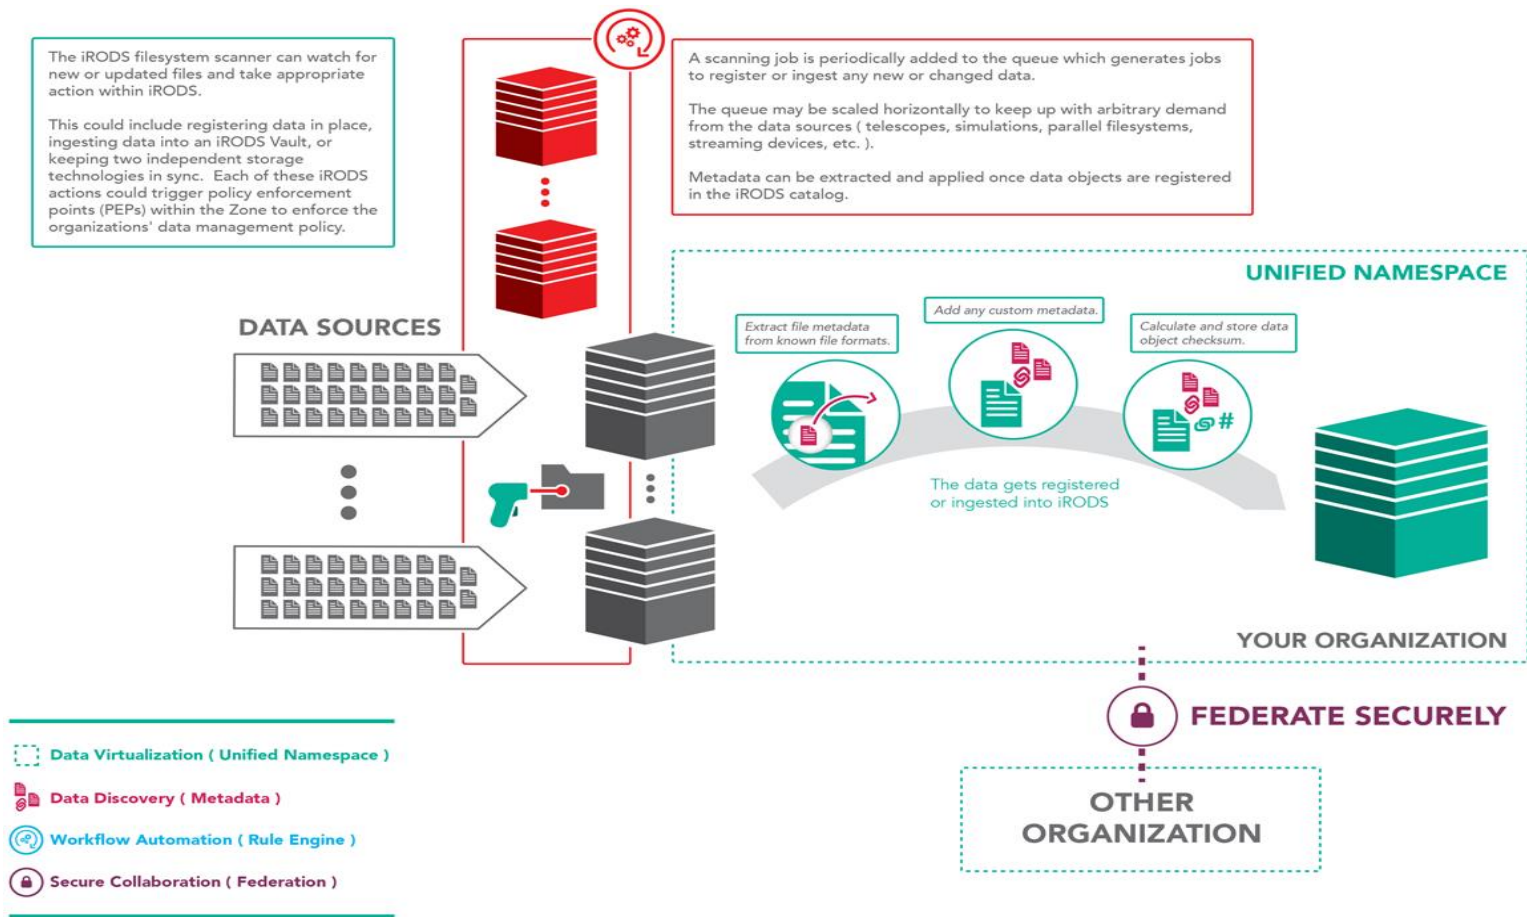 The iRODS filesystem scanner can watch for
new or updated files and take appropriate
action within iRODS.
This could include registering data in place,
ingesting data into an iRODS Vault, or
keeping two independent storage
technologies in sync.  Each of these iRODS
actions could trigger policy enforcement
points (PEPs) within the Zone to enforce the
organizations' data management policy.
A scanning job is periodically added to the queue which generates jobs
to register or ingest any new or changed data.
The queue may be scaled horizontally to keep up with arbitrary demand
from the data sources ( telescopes, simulations, parallel filesystems,
streaming devices, etc. ).
Metadata can be extracted and applied once data objects are registered
in the iRODS catalog.
DATA SOURCES
UNIFIED NAMESPACE
Extract file metadata
from known file formats.
Add any custom metadata.
Calculate and store data
object checksum.
#
The data gets registered
or ingested into iRODS
YOUR ORGANIZATION
FEDERATE SECURELY
OTHER
ORGANIZATION
Data Virtualization ( Unified Namespace )
Data Discovery ( Metadata )
Workflow Automation ( Rule Engine )
Secure Collaboration ( Federation )